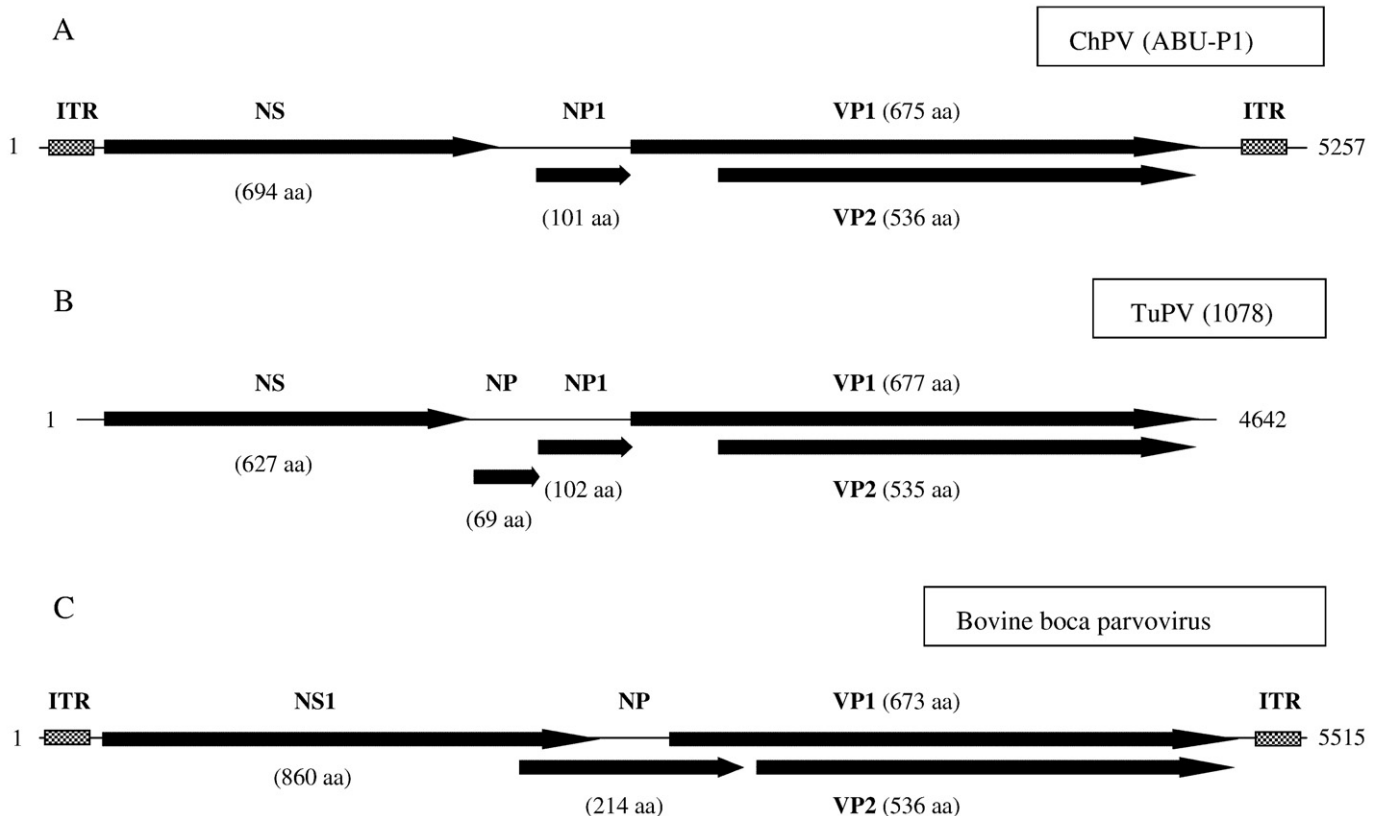 A
ChPV (ABU-P1)
ITR NS NP1 VP1 (675 aa) ITR
1 5257
(694 aa) (101 aa) VP2 (536 aa)
B
TuPV (1078)
NS NP NP1 VP1 (677 aa)
1 4642
(627 aa) (102 aa) VP2 (535 aa)
(69 aa)
C
Bovine boca parvovirus
ITR NS1 NP VP1 (673 aa) ITR
1 5515
(860 aa) (214 aa) VP2 (536 aa)